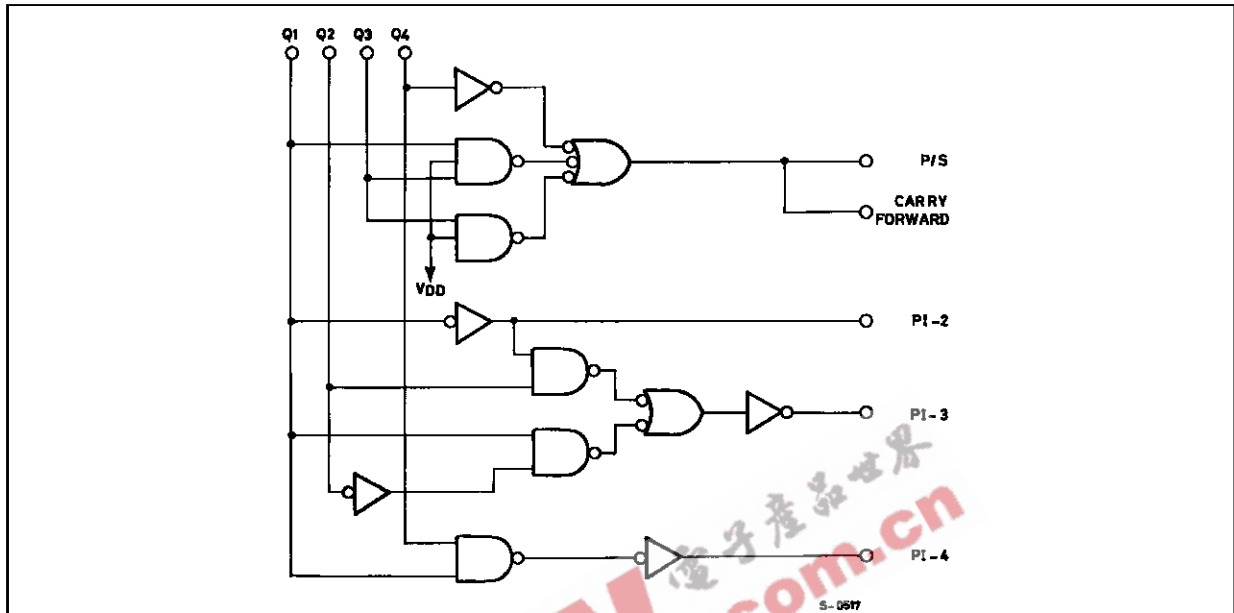 Q1 Q2 Q3 Q4
P/S
CARRY
FORWARD
VDD
PI-2
PI-3
PI-4
電子產品世界
.com.cn
S-0517